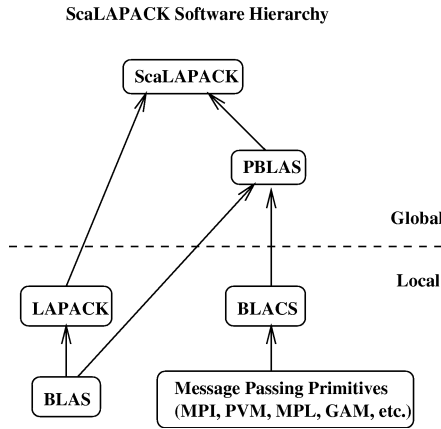 ScaLAPACK Software Hierarchy
ScaLAPACK
PBLAS
Global
Local
LAPACK
BLACS
BLAS
Message Passing Primitives
(MPI, PVM, MPL, GAM, etc.)